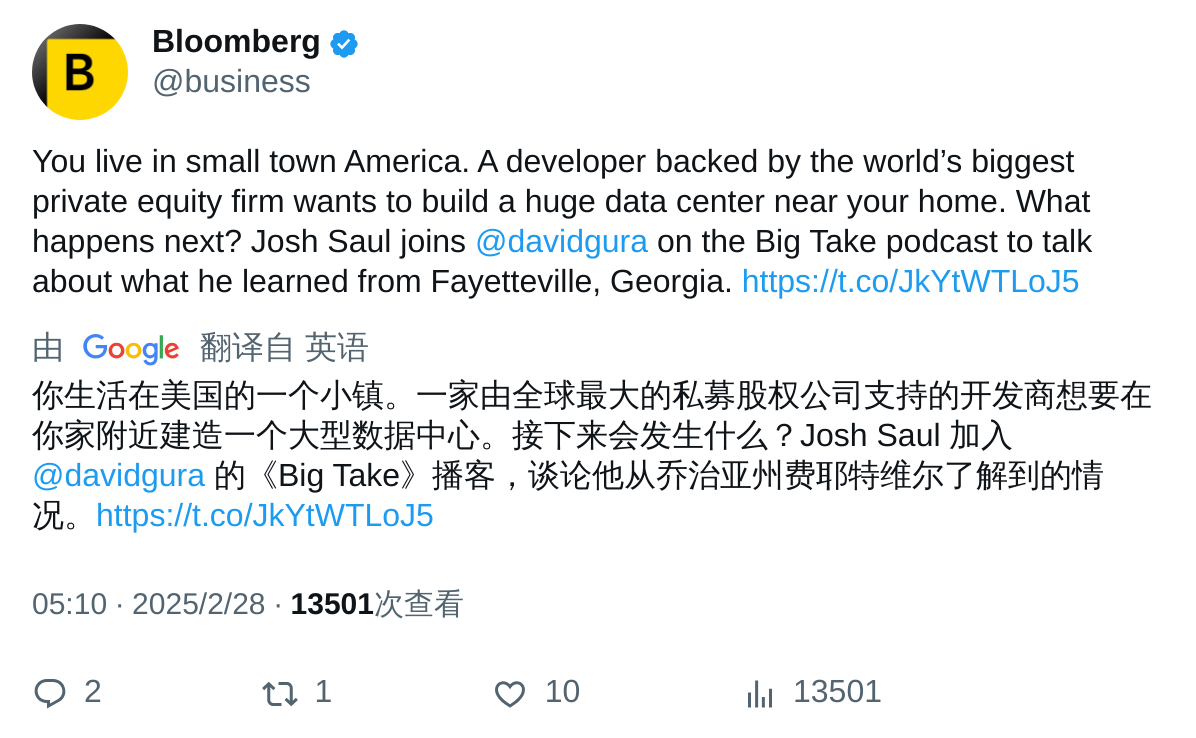 B
Bloomberg
@business
You live in small town America. A developer backed by the world’s biggest
private equity firm wants to build a huge data center near your home. What
happens next? Josh Saul joins @davidgura on the Big Take podcast to talk
about what he learned from Fayetteville, Georgia. https://t.co/JkYtWTLoJ5
由 Google 翻译自 英语
你生活在美国的一个小镇。一家由全球最大的私募股权公司支持的开发商想要在
你家附近建造一个大型数据中心。接下来会发生什么？Josh Saul 加入
@davidgura 的《Big Take》播客，谈论他从乔治亚州费耶特维尔了解到的情
况。https://t.co/JkYtWTLoJ5
05:10 · 2025/2/28 · 13501次查看
2 1 10 13501